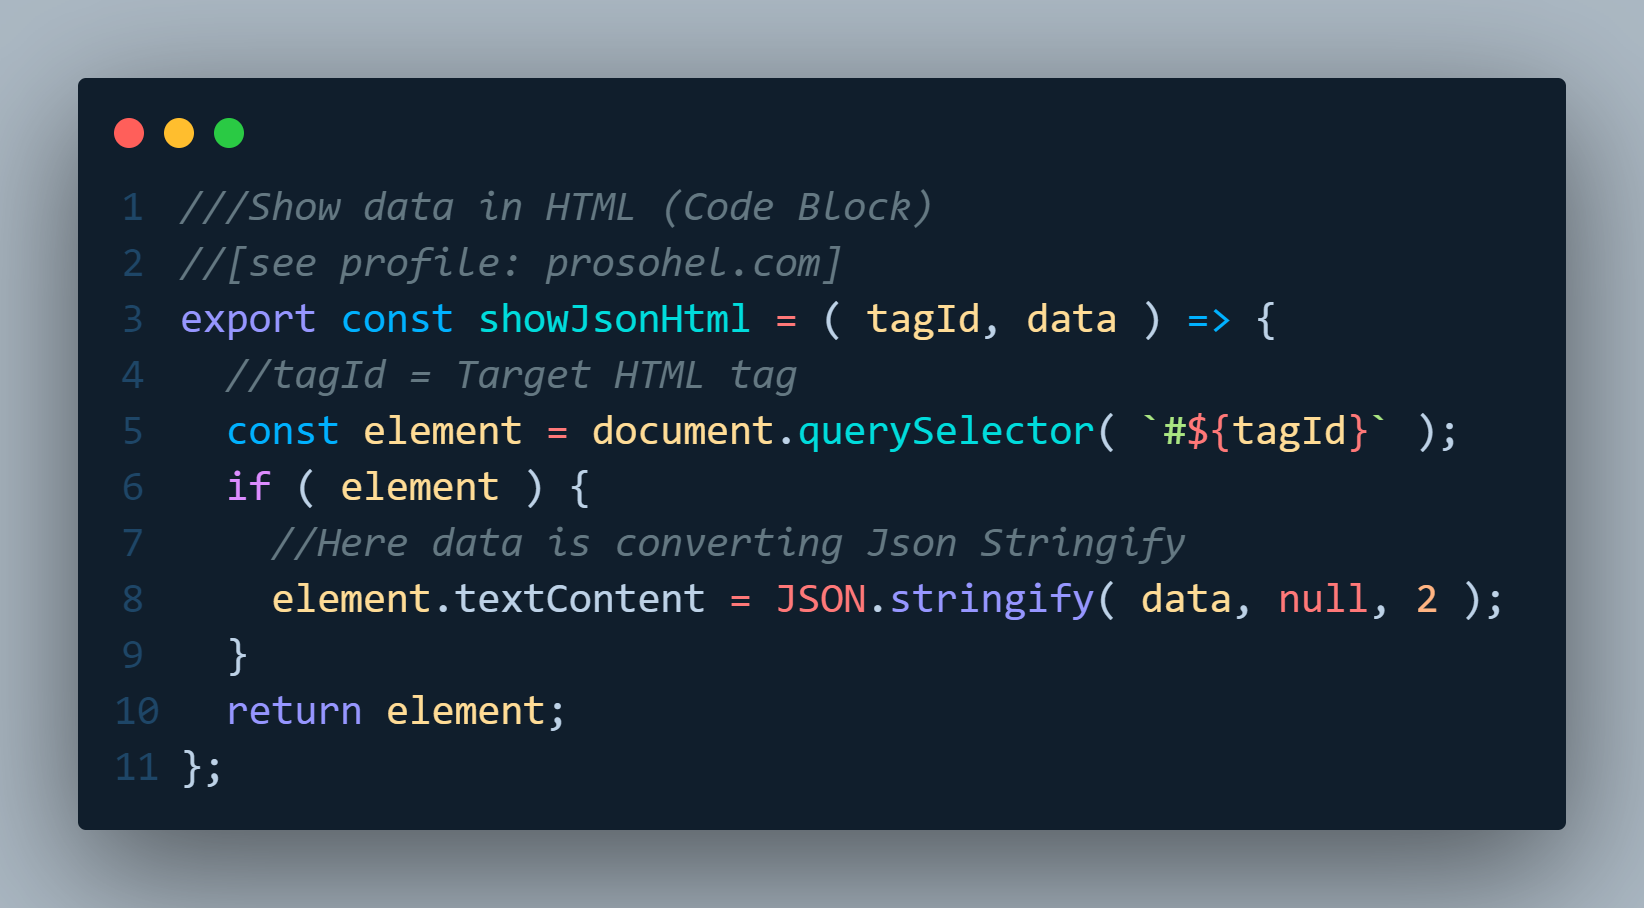 1 ///Show data in HTML (Code Block)
2 //[see profile: prosohel.com]
3 export const showJsonHtml = ( tagId, data ) => {
4   //tagId = Target HTML tag
5   const element = document.querySelector( `#${tagId}` );
6   if ( element ) {
7     //Here data is converting Json Stringify
8     element.textContent = JSON.stringify( data, null, 2 );
9   }
10   return element;
11 };